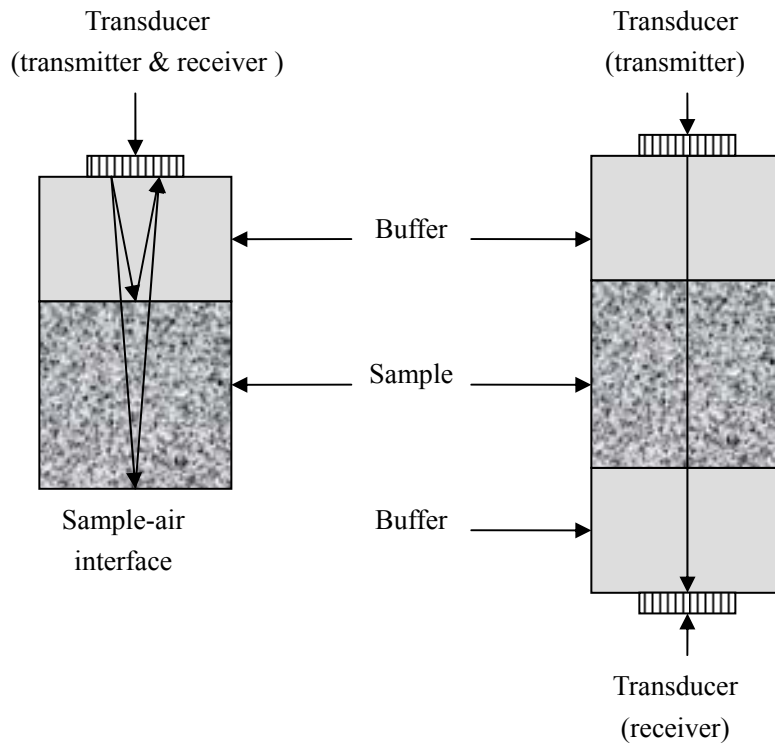 Transducer
(transmitter & receiver )
Transducer
(transmitter)
Buffer
Sample
Buffer
Sample-air
interface
Transducer
(receiver)